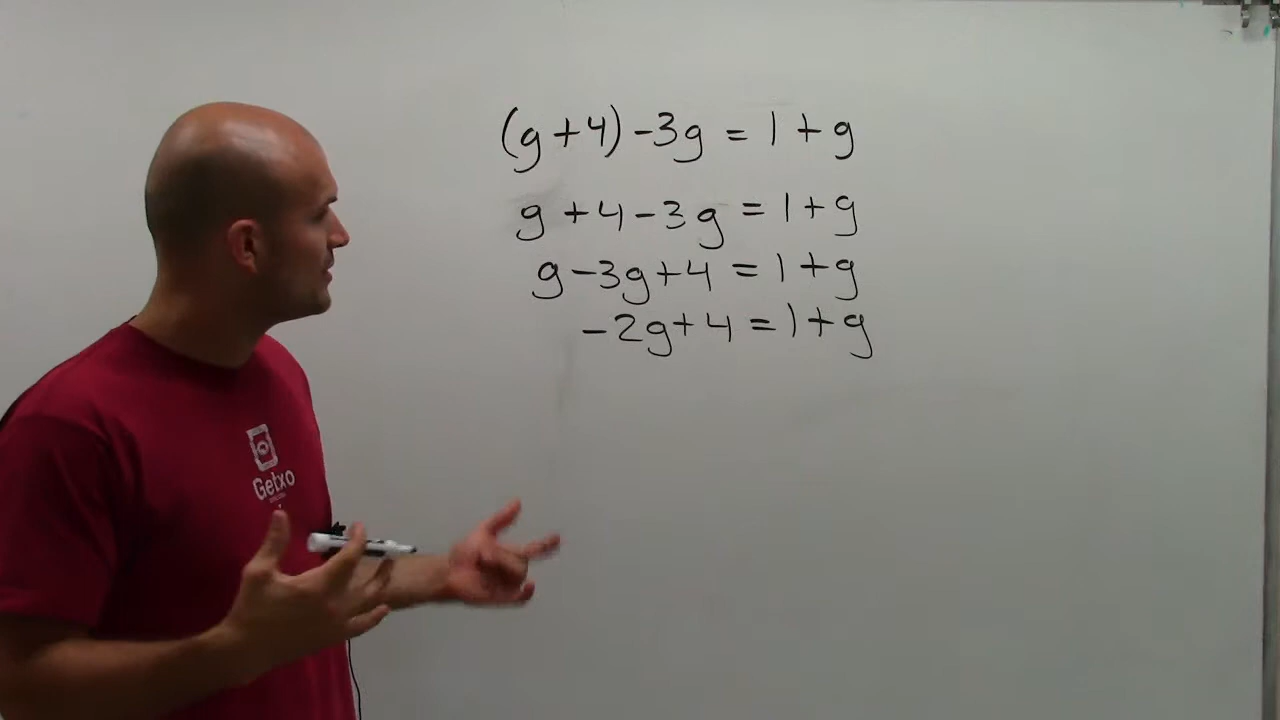 (g+4)-3g = 1+g
g+4-3g = 1+g
g-3g+4 = 1+g
-2g+4 = 1+g
Getxo